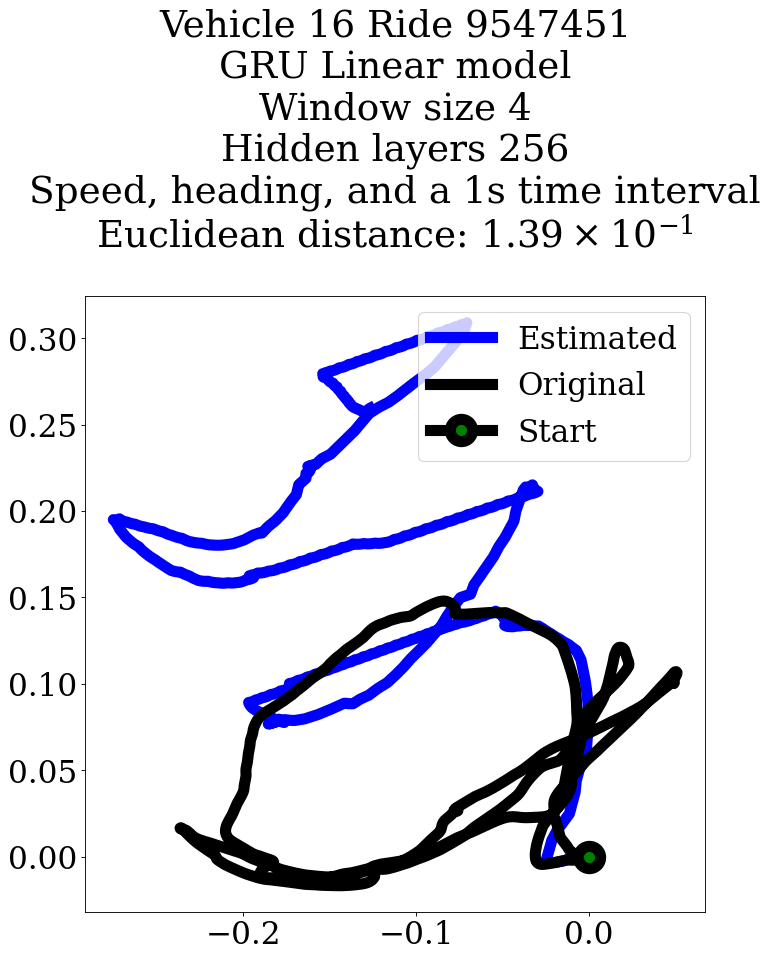 Vehicle 16 Ride 9547451
GRU Linear model
Window size 4
Hidden layers 256
Speed, heading, and a 1s time interval
Euclidean distance: 1.39 × 10⁻¹
Estimated
Original
Start
0.30
0.25
0.20
0.15
0.10
0.05
0.00
−0.2
−0.1
0.0